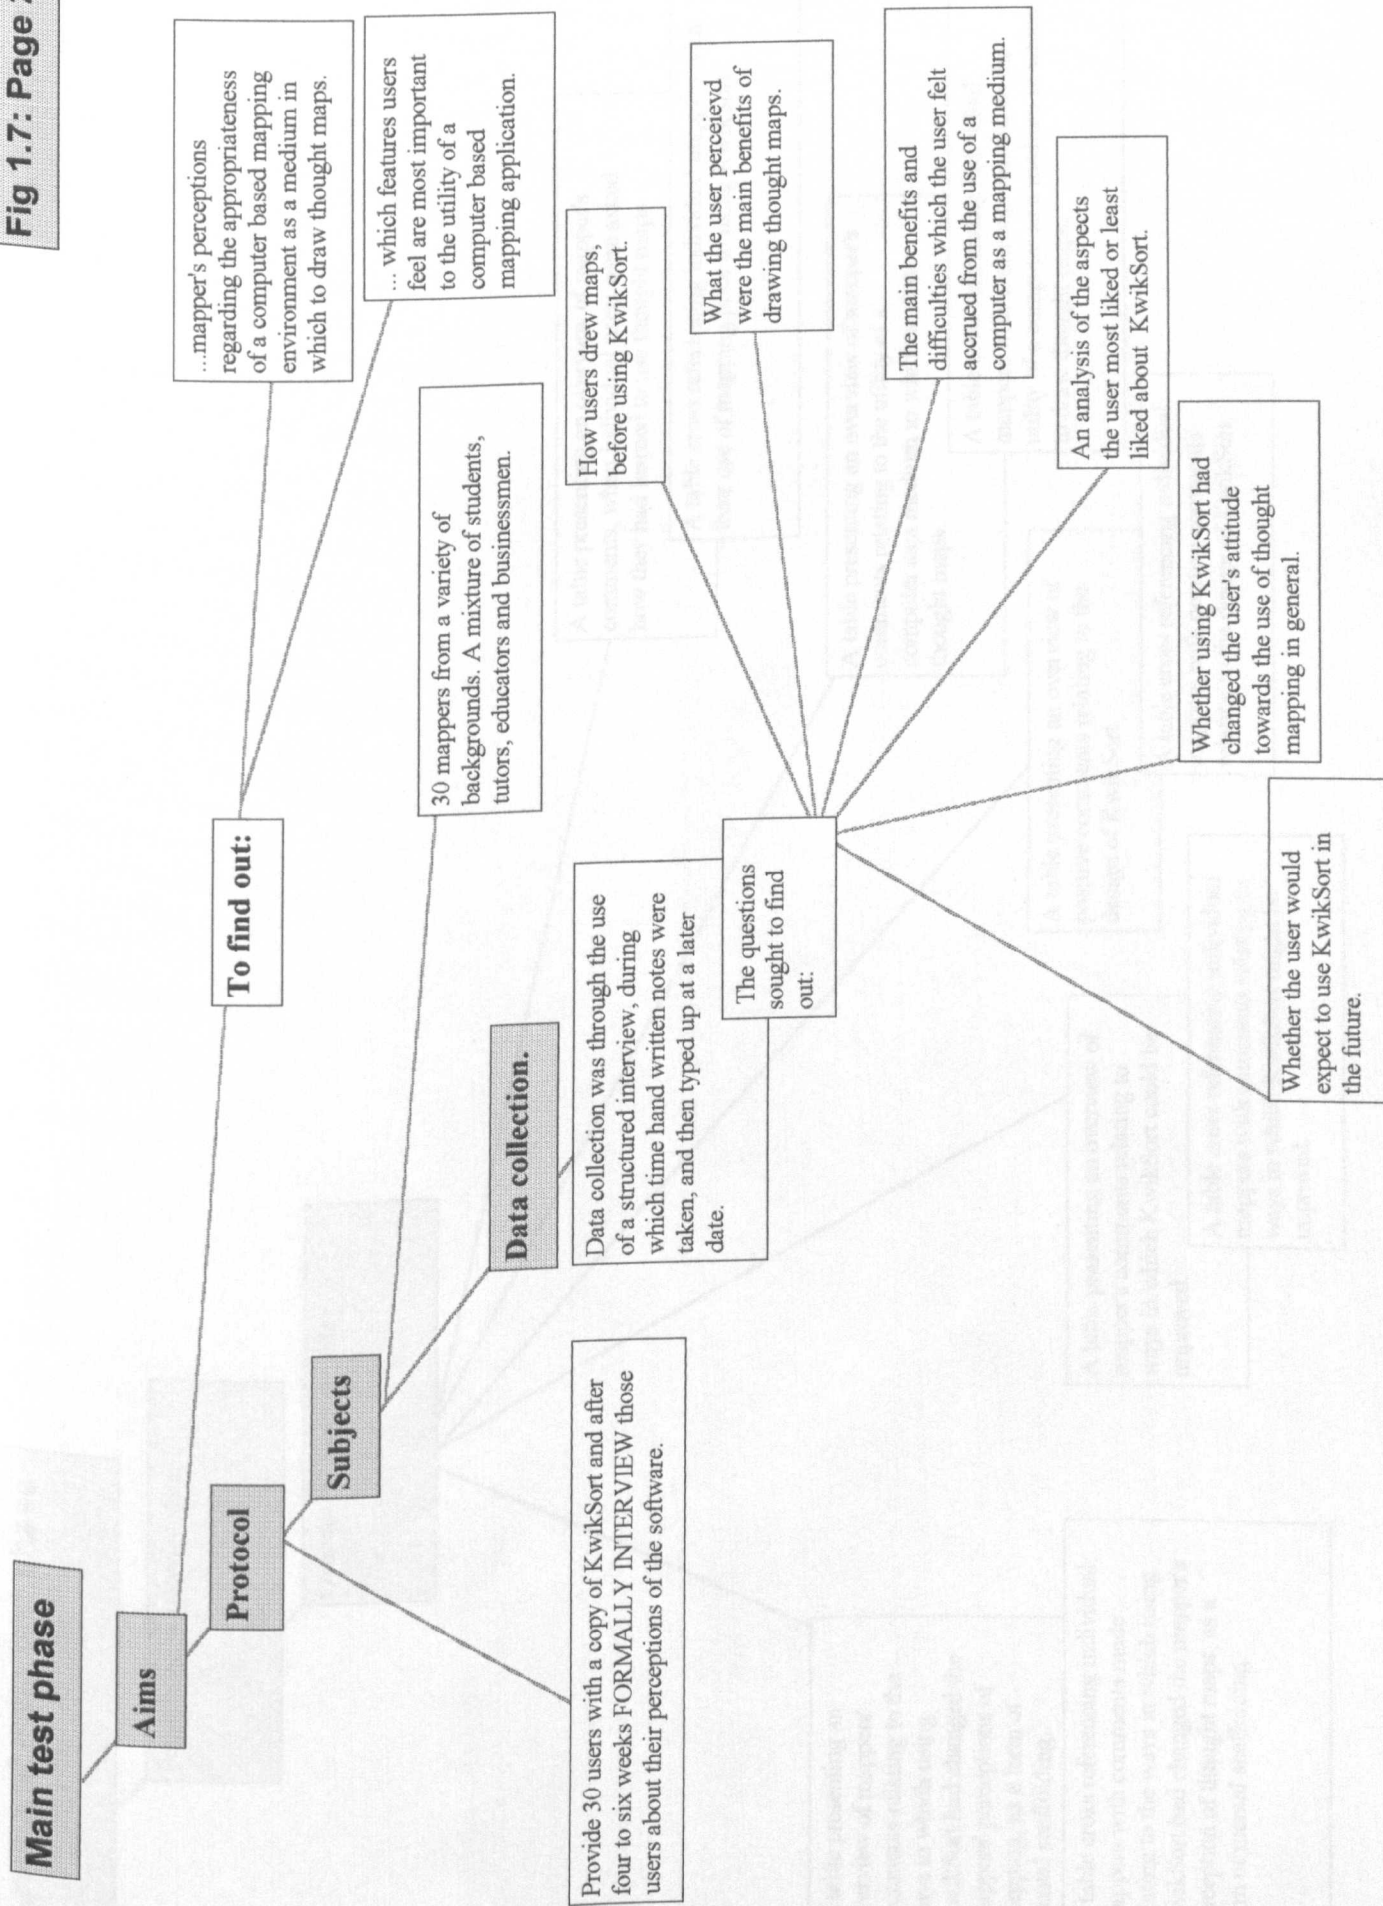 Fig 1.7: Page
Main test phase
Aims
To find out:
...mapper's perceptions
regarding the appropriateness
of a computer based mapping
environment as a medium in
which to draw thought maps.
... which features users
feel are most important
to the utility of a
computer based
mapping application.
Protocol
Provide 30 users with a copy of KwikSort and after
four to six weeks FORMALLY INTERVIEW those
users about their perceptions of the software.
Subjects
30 mappers from a variety of
backgrounds. A mixture of students,
tutors, educators and businessmen.
Data collection.
Data collection was through the use
of a structured interview, during
which time hand written notes were
taken, and then typed up at a later
date.
The questions
sought to find
out:
How users drew maps,
before using KwikSort.
What the user perceievd
were the main benefits of
drawing thought maps.
The main benefits and
difficulties which the user felt
accrued from the use of a
computer as a mapping medium.
An analysis of the aspects
the user most liked or least
liked about KwikSort.
Whether using KwikSort had
changed the user's attitude
towards the use of thought
mapping in general.
Whether the user would
expect to use KwikSort in
the future.